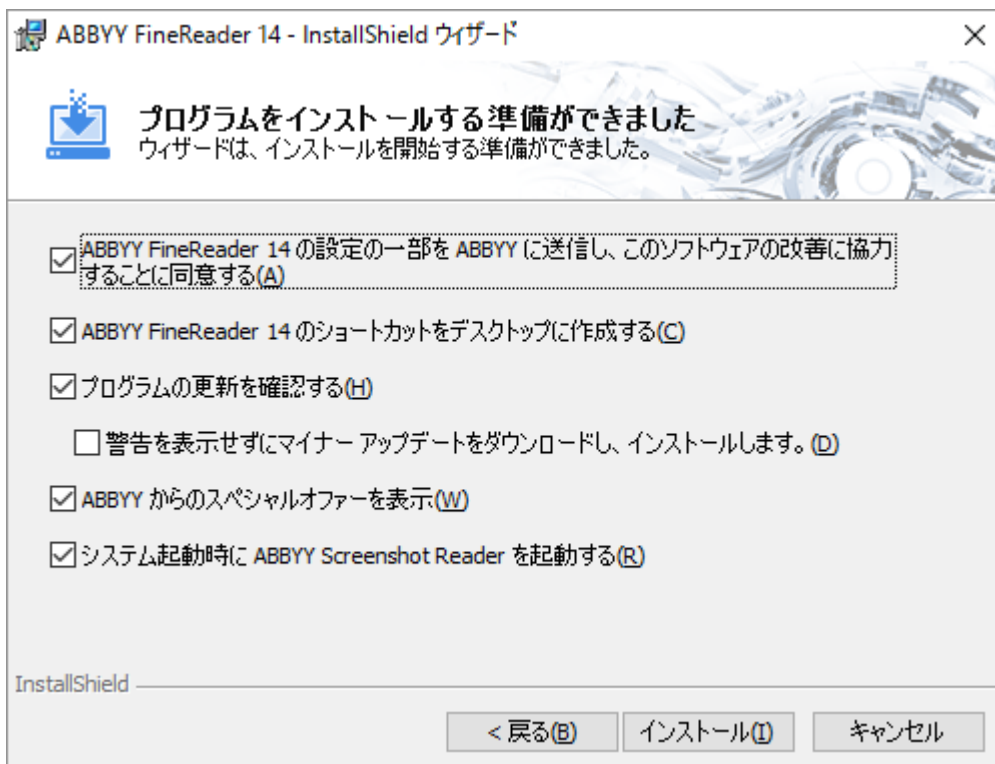 ABBYY FineReader 14 - InstallShield ウィザード
プログラムをインストールする準備ができました
ウィザードは、インストールを開始する準備ができました。
ABBYY FineReader 14 の設定の一部を ABBYY に送信し、このソフトウェアの改善に協力
することに同意する(A)
ABBYY FineReader 14 のショートカットをデスクトップに作成する(C)
プログラムの更新を確認する(H)
警告を表示せずにマイナー アップデートをダウンロードし、インストールします。(D)
ABBYY からのスペシャルオファーを表示(W)
システム起動時に ABBYY Screenshot Reader を起動する(R)
InstallShield
< 戻る(B) インストール(I) キャンセル